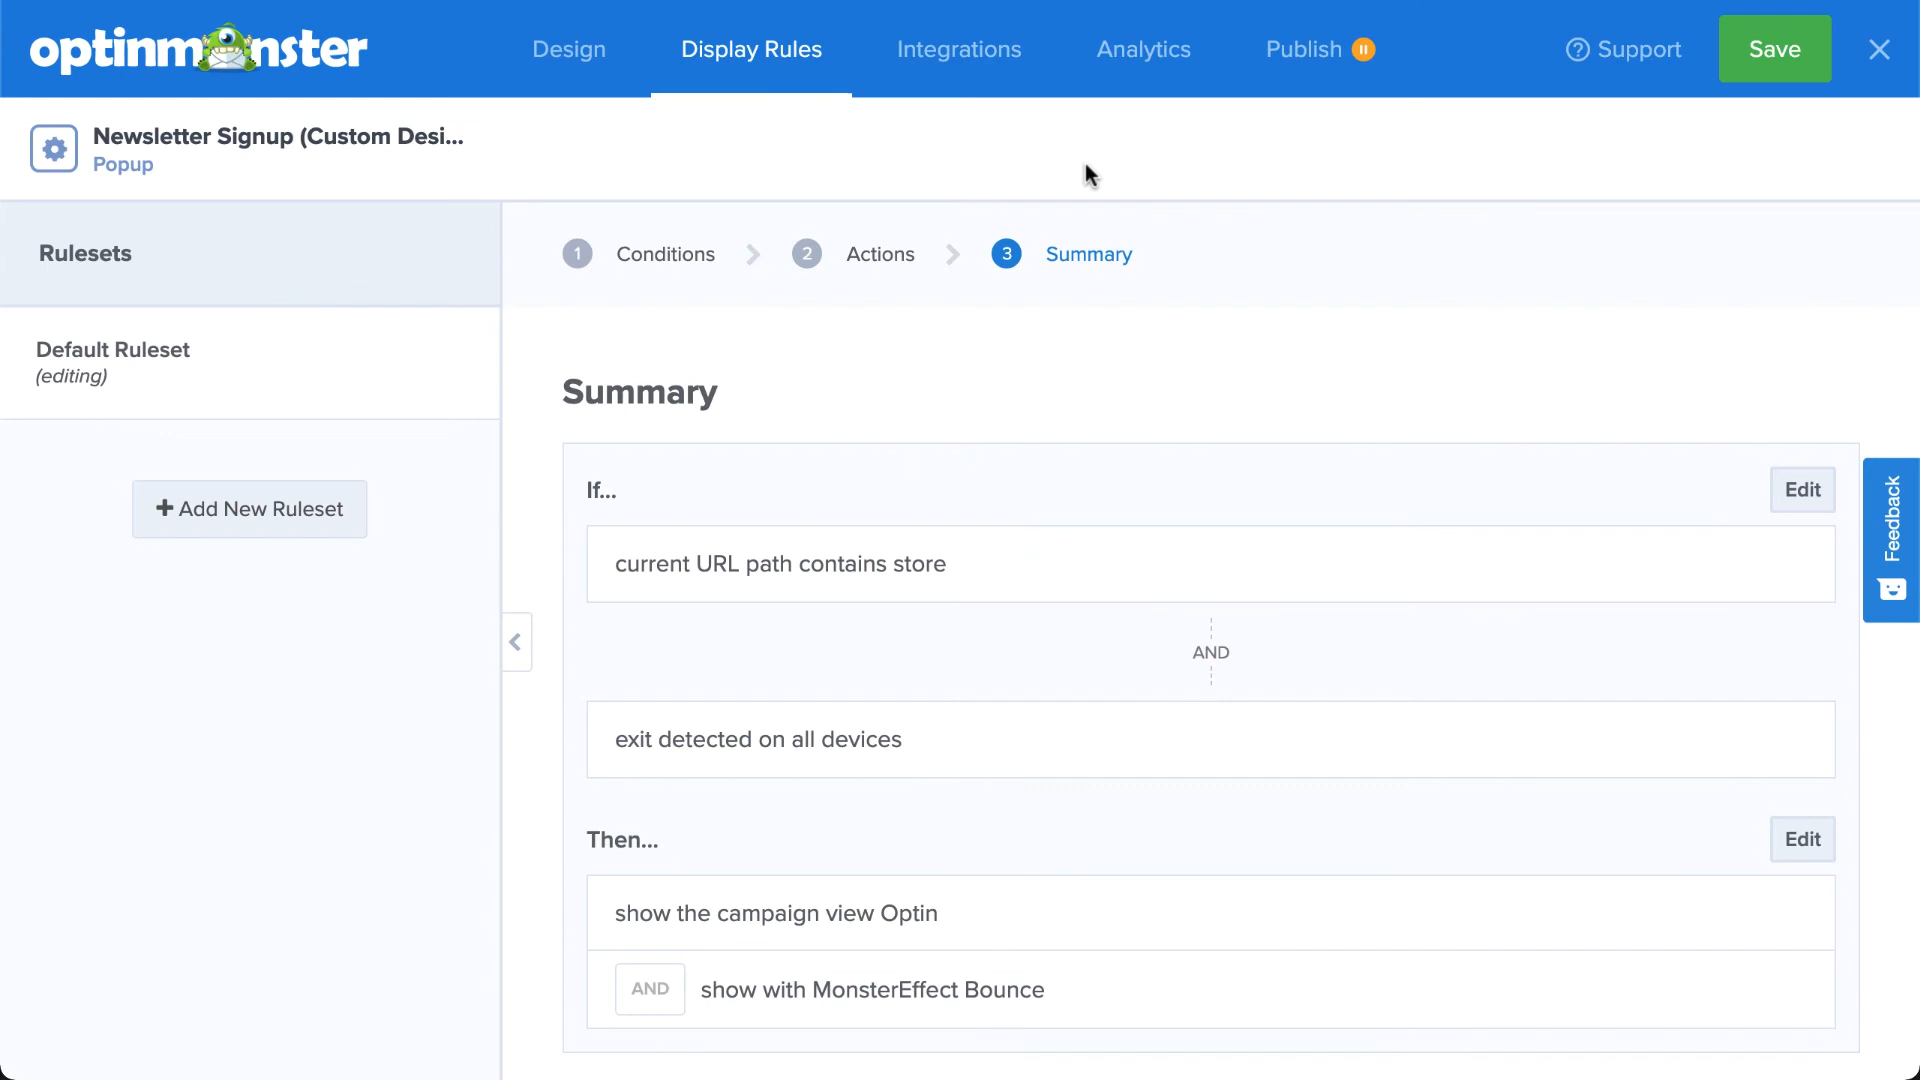 optinmonster
Design
Display Rules
Integrations
Analytics
Publish
Support
Save
Newsletter Signup (Custom Desi...
Popup
Rulesets
1 Conditions
2 Actions
3 Summary
Default Ruleset
(editing)
Add New Ruleset
Summary
If...
Edit
current URL path contains store
AND
exit detected on all devices
Then...
Edit
show the campaign view Optin
AND show with MonsterEffect Bounce
Feedback